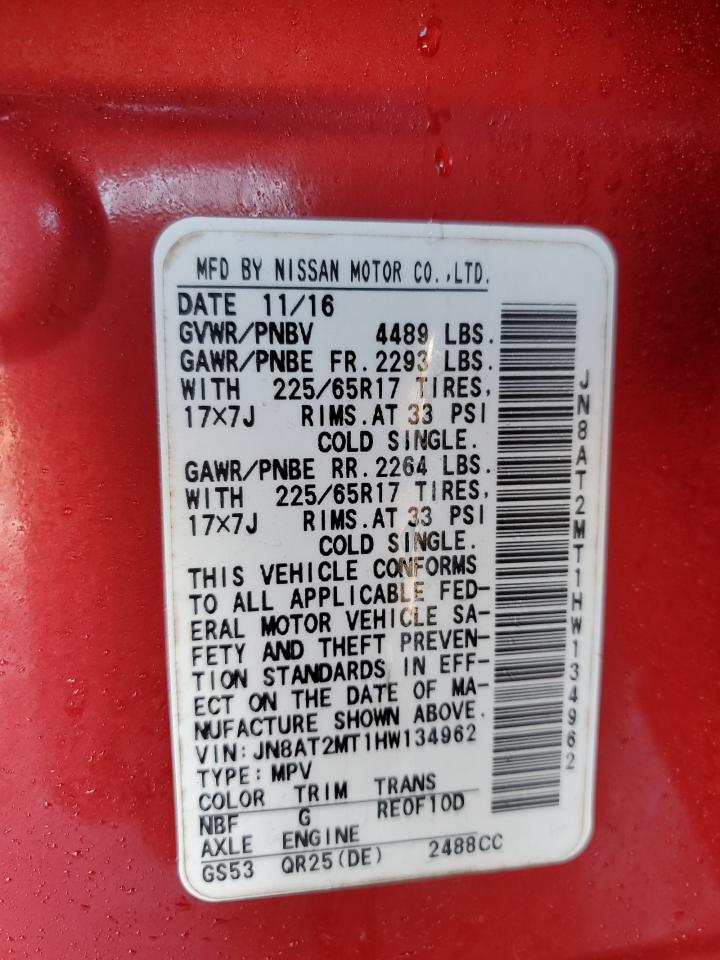 MFD BY NISSAN MOTOR CO.,LTD.
DATE 11/16
GVWR/PNBV 4489 LBS.
GAWR/PNBE FR. 2293 LBS.
WITH 225/65R17 TIRES,
17X7J RIMS.AT 33 PSI
COLD SINGLE.
GAWR/PNBE RR. 2264 LBS.
WITH 225/65R17 TIRES,
17X7J RIMS.AT 33 PSI
COLD SINGLE.
THIS VEHICLE CONFORMS
TO ALL APPLICABLE FED-
ERAL MOTOR VEHICLE SA-
FETY AND THEFT PREVEN-
TION STANDARDS IN EFF-
ECT ON THE DATE OF MA-
NUFACTURE SHOWN ABOVE.
VIN:JN8AT2MT1HW134962
TYPE:MPV
COLOR TRIM TRANS
NBF G RE0F10D
AXLE ENGINE
GS53 QR25(DE) 2488CC
JN8AT2MT1HW134962